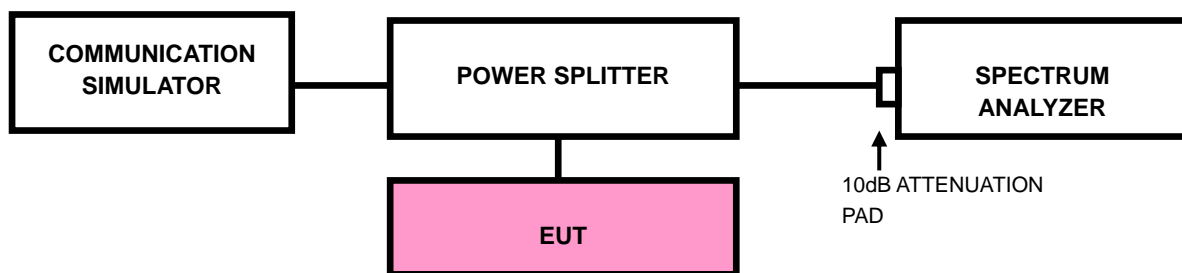 COMMUNICATION
SIMULATOR
POWER SPLITTER
SPECTRUM
ANALYZER
10dB ATTENUATION
PAD
EUT